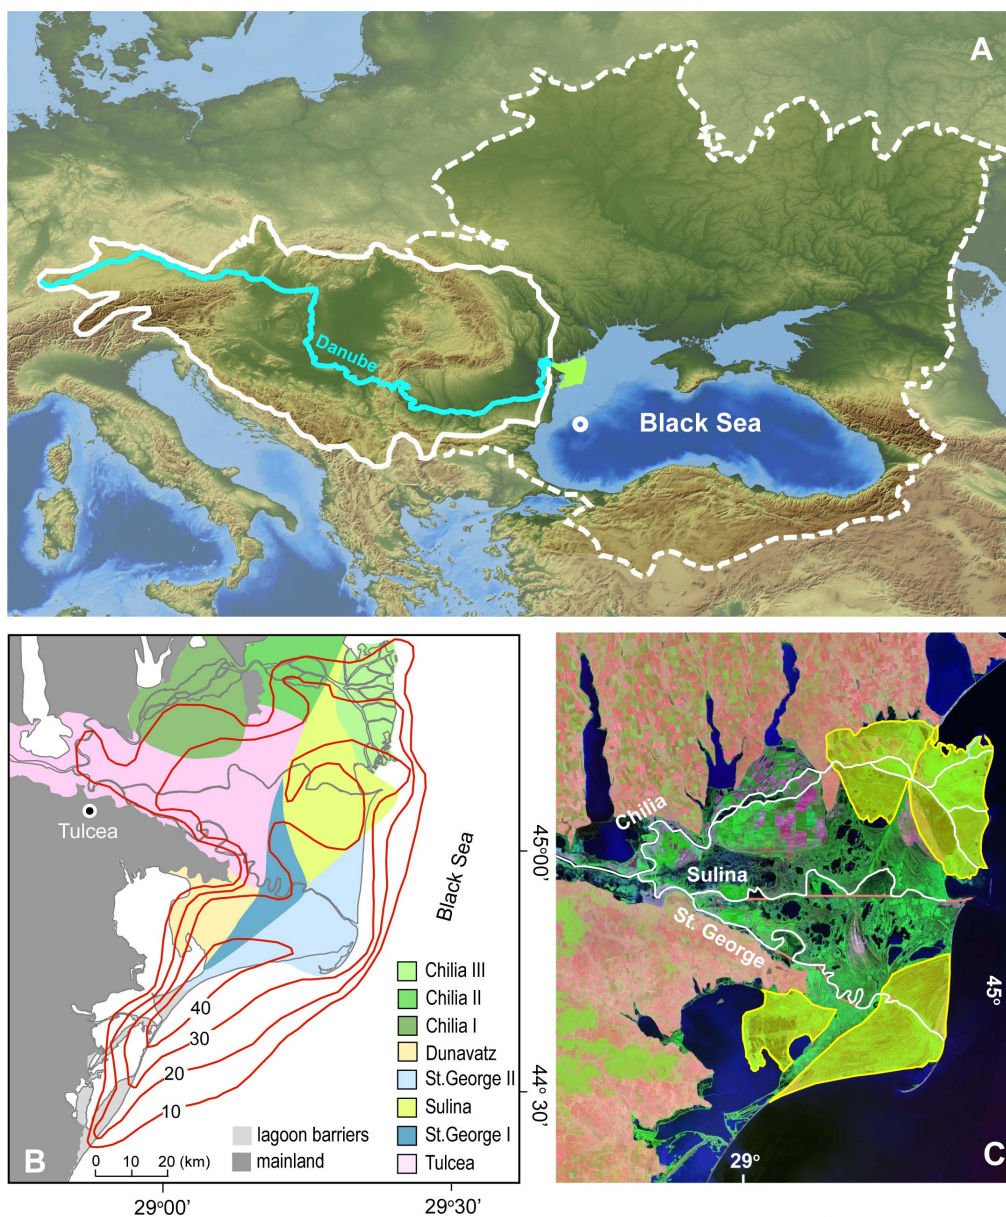 A
Danube
Black Sea
Tulcea
Black Sea
45°00'
44° 30'
40
30
20
10
Chilia III
Chilia II
Chilia I
Dunavatz
St.George II
Sulina
St.George I
Tulcea
lagoon barriers
mainland
0 10 20 (km)
B
29°00'
29°30'
Chilia
Sulina
St. George
45°
29°
C